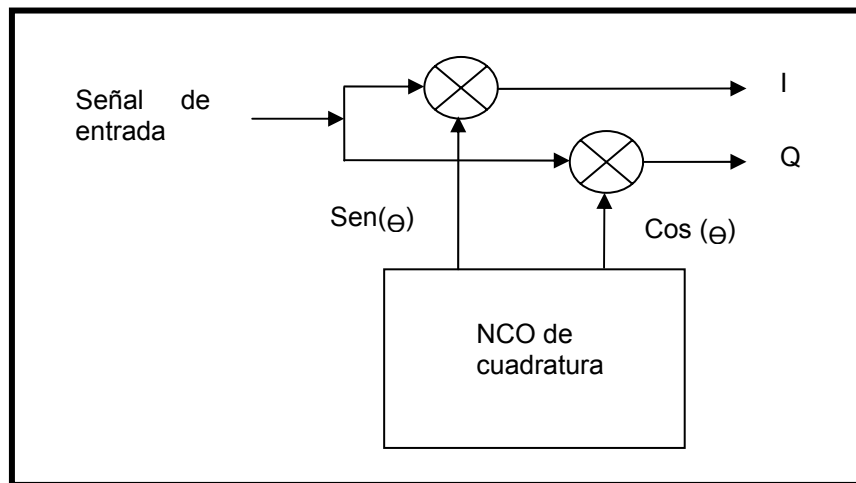 Señal de
entrada
I
Q
Sen(Θ)
Cos (Θ)
NCO de
cuadratura